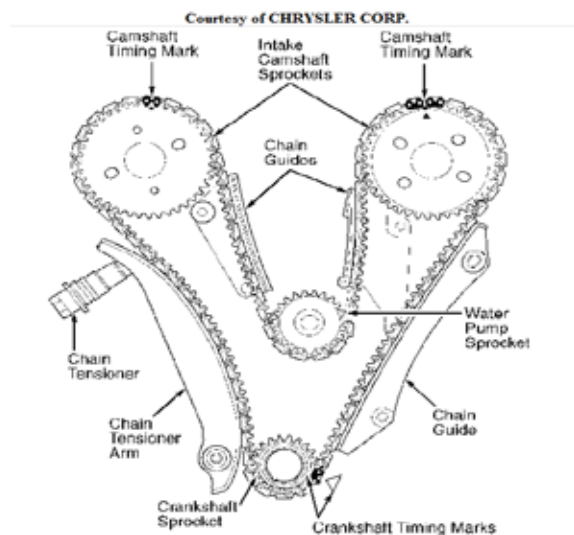 Courtesy of CHRYSLER CORP.
Camshaft
Timing Mark
Intake
Camshaft
Sprockets
Camshaft
Timing Mark
Chain
Guides
Water
Pump
Sprocket
Chain
Tensioner
Chain
Tensioner
Arm
Chain
Guide
Crankshaft
Sprocket
Crankshaft Timing Marks